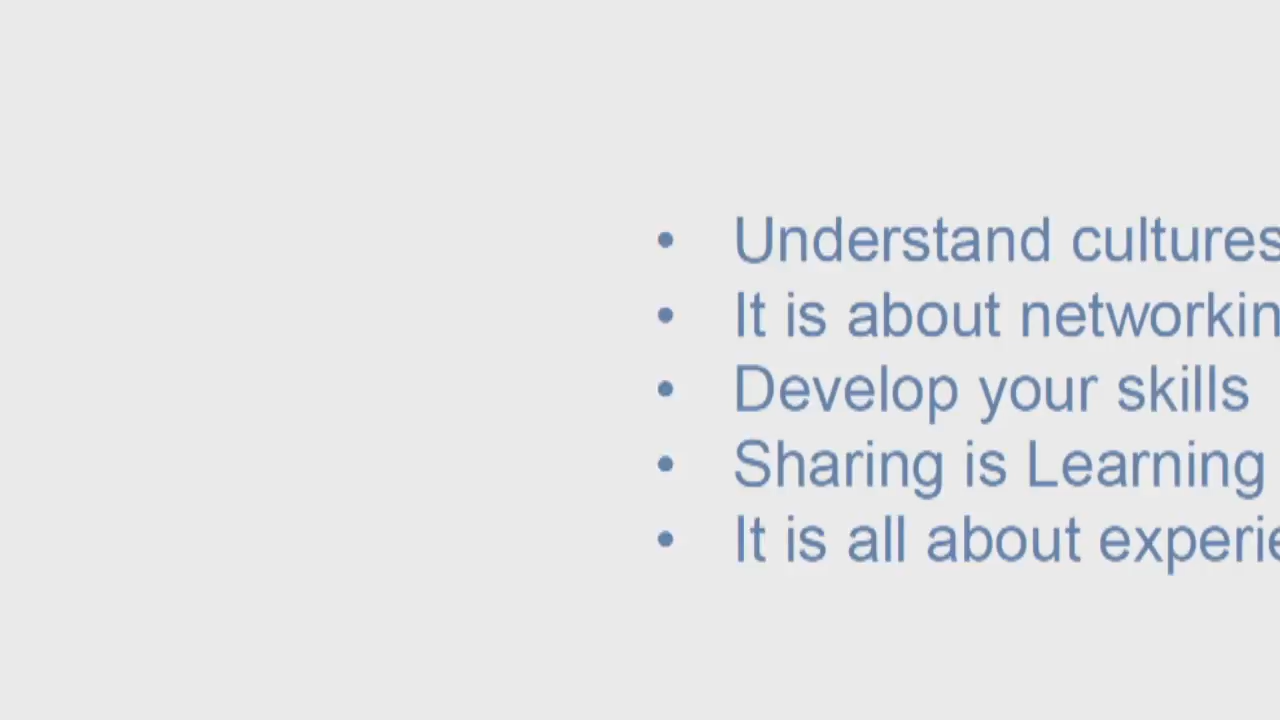 • Understand cultures
• It is about networkin
• Develop your skills
• Sharing is Learning
• It is all about experie